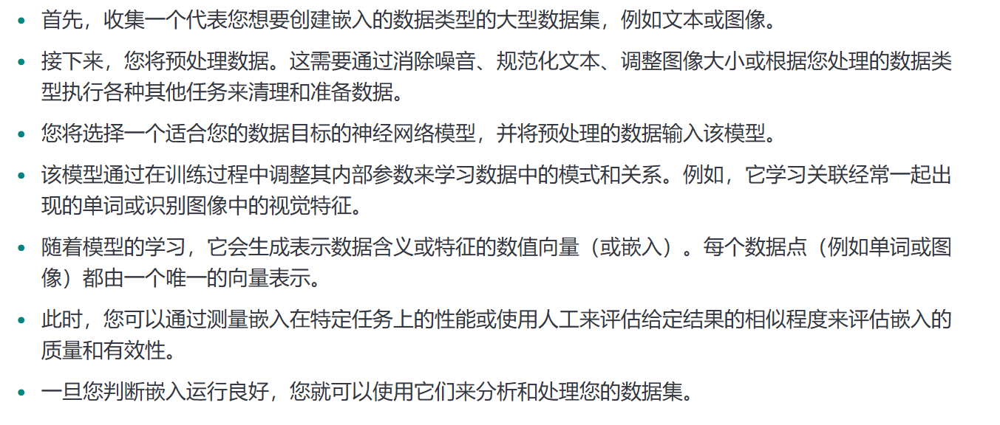 • 首先，收集一个代表您想要创建嵌入的数据类型的大型数据集，例如文本或图像。
• 接下来，您将预处理数据。这需要通过消除噪音、规范化文本、调整图像大小或根据您处理的数据类
型执行各种其他任务来清理和准备数据。
• 您将选择一个适合您的数据目标的神经网络模型，并将预处理的数据输入该模型。
• 该模型通过在训练过程中调整其内部参数来学习数据中的模式和关系。例如，它学习关联经常一起出
现的单词或识别图像中的视觉特征。
• 随着模型的学习，它会生成表示数据含义或特征的数值向量（或嵌入）。每个数据点（例如单词或图
像）都由一个唯一的向量表示。
• 此时，您可以通过测量嵌入在特定任务上的性能或使用人工来评估给定结果的相似程度来评估嵌入的
质量和有效性。
• 一旦您判断嵌入运行良好，您就可以使用它们来分析和处理您的数据集。